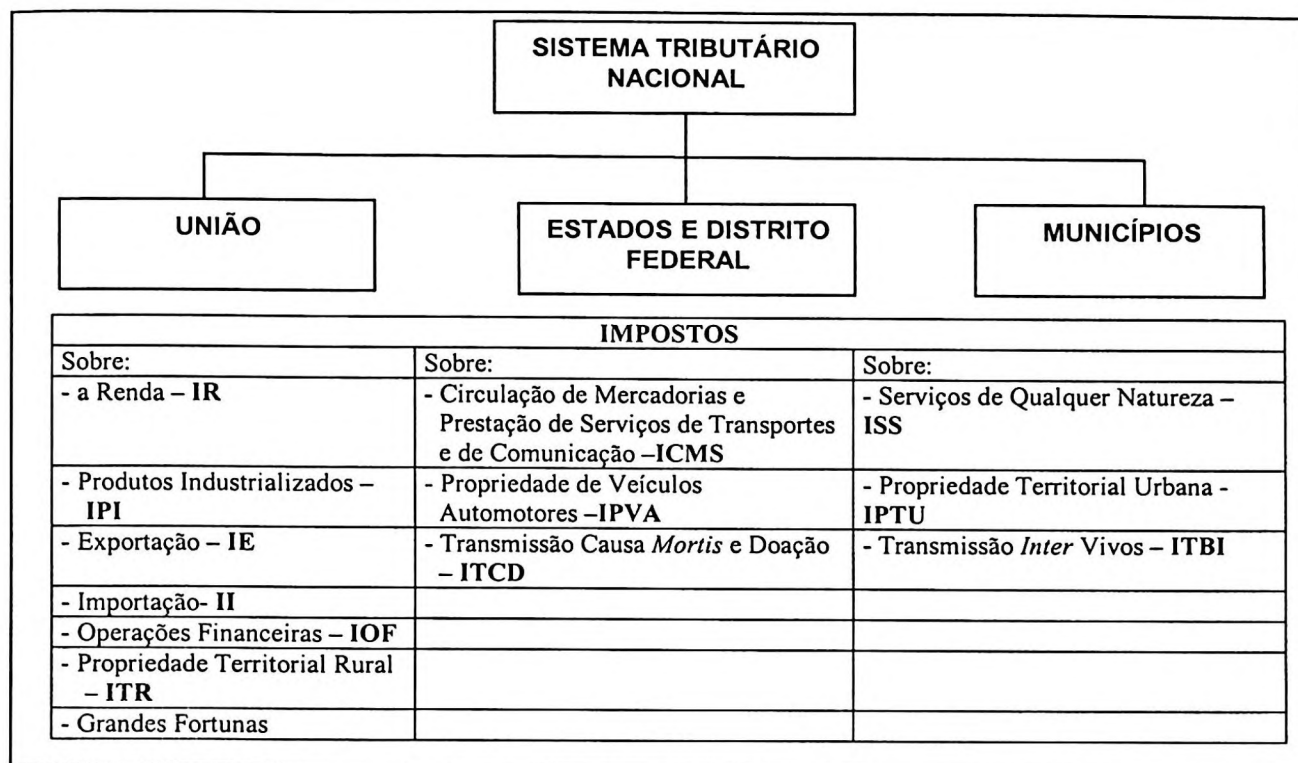 SISTEMA TRIBUTÁRIO
NACIONAL
UNIÃO
ESTADOS E DISTRITO
FEDERAL
MUNICÍPIOS
IMPOSTOS
Sobre:
Sobre:
Sobre:
- a Renda – IR
- Circulação de Mercadorias e
Prestação de Serviços de Transportes
e de Comunicação –ICMS
- Serviços de Qualquer Natureza –
ISS
- Produtos Industrializados –
IPI
- Propriedade de Veículos
Automotores –IPVA
- Propriedade Territorial Urbana -
IPTU
- Exportação – IE
- Transmissão Causa Mortis e Doação
– ITCD
- Transmissão Inter Vivos – ITBI
- Importação- II
- Operações Financeiras – IOF
- Propriedade Territorial Rural
– ITR
- Grandes Fortunas